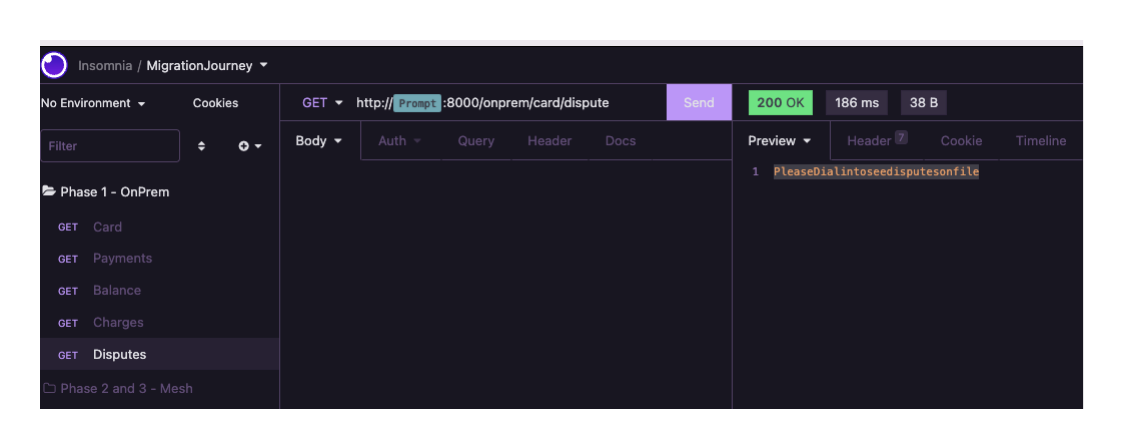 Insomnia / MigrationJourney
No Environment
Cookies
GET http://Prompt:8000/onprem/card/dispute
Send
200 OK
186 ms
38 B
Filter
Body
Auth
Query
Header
Docs
Preview
Header 7
Cookie
Timeline
1 PleaseDialintoseedisputesonfile
Phase 1 - OnPrem
GET Card
GET Payments
GET Balance
GET Charges
GET Disputes
Phase 2 and 3 - Mesh